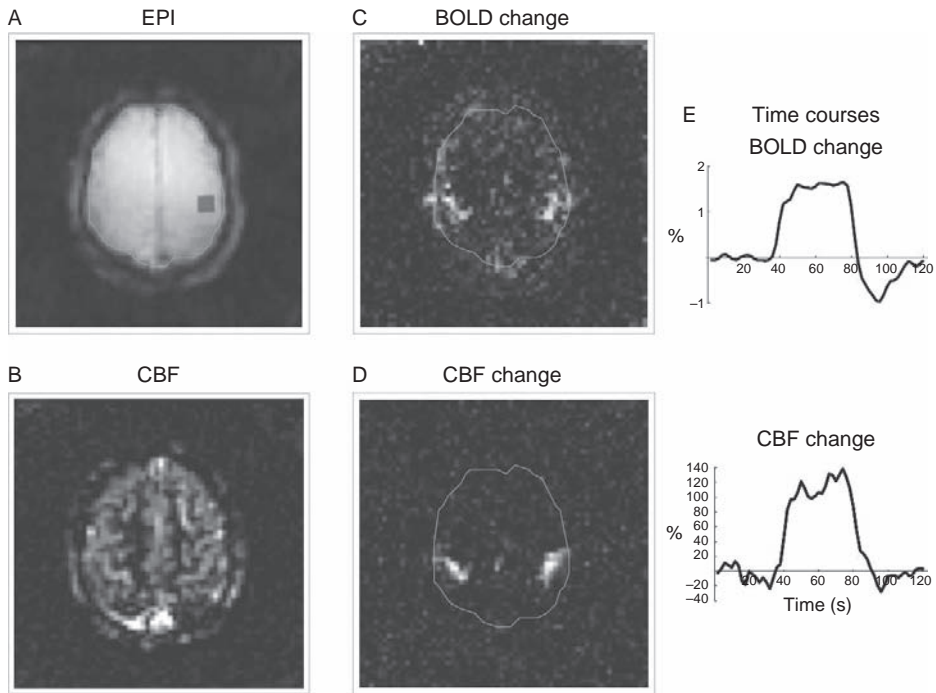 A EPI
C BOLD change
E Time courses
BOLD change
2
1
%
20 40 60 80 100 120
–1
B CBF
D CBF change
CBF change
140
120
100
80
60
40
20
0
–20
–40
%
20 40 60 80 100 120
Time (s)